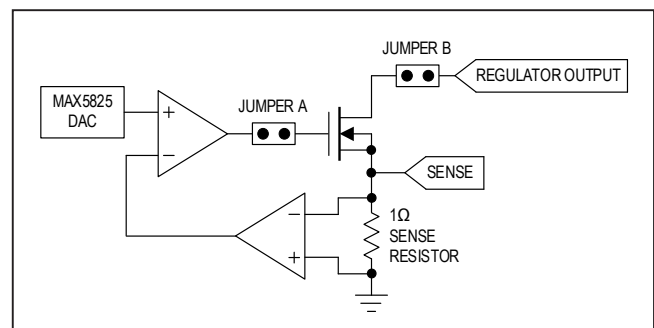 JUMPER B
REGULATOR OUTPUT
MAX5825
DAC
JUMPER A
+
−
SENSE
−
+
1Ω
SENSE
RESISTOR